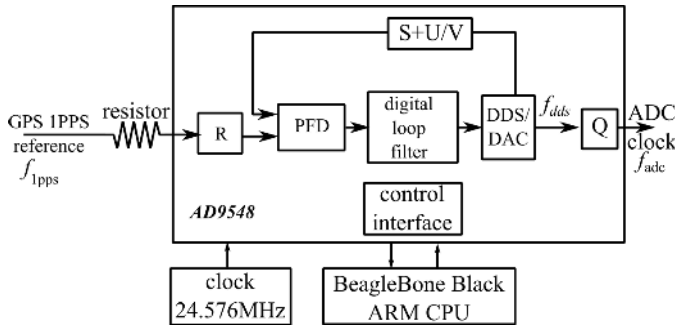 S+U/V
GPS 1PPS
reference
f1pps
resistor
R
PFD
digital
loop
filter
DDS/
DAC
fdds
Q
ADC
clock
fadc
control
interface
AD9548
clock
24.576MHz
BeagleBone Black
ARM CPU